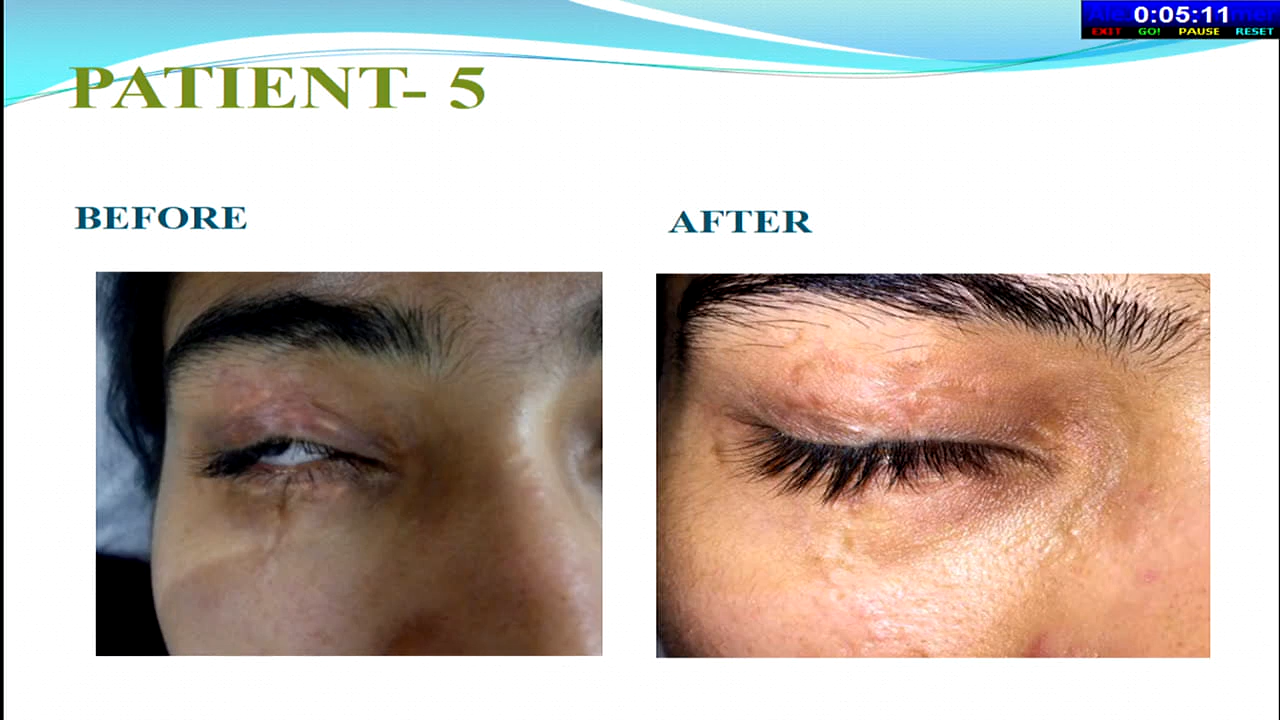 0:05:11
EXIT GO! PAUSE RESET
PATIENT- 5
BEFORE
AFTER